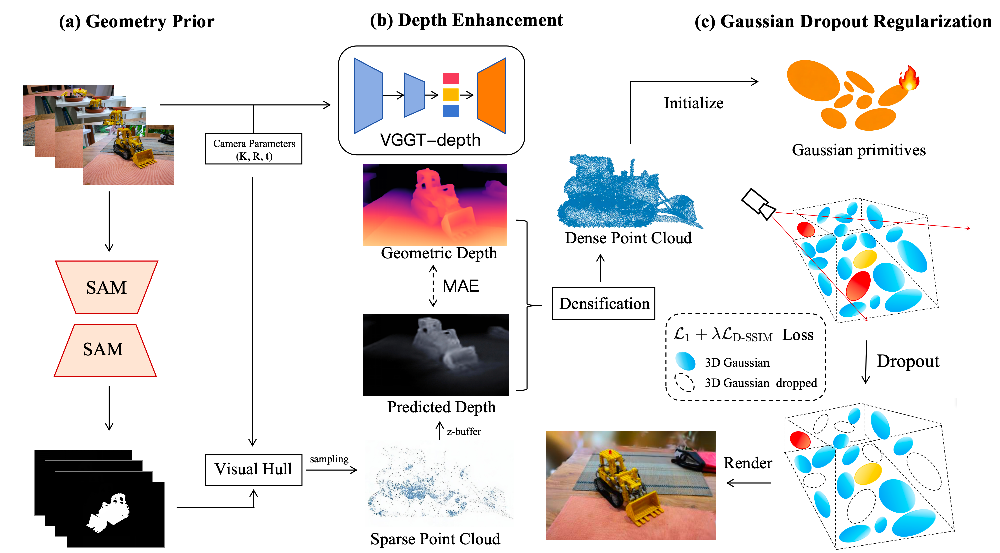 (a) Geometry Prior
(b) Depth Enhancement
(c) Gaussian Dropout Regularization
Camera Parameters
(K, R, t)
SAM
SAM
Visual Hull
sampling
VGGT-depth
Geometric Depth
MAE
Predicted Depth
z-buffer
Sparse Point Cloud
Densification
Dense Point Cloud
Initialize
Gaussian primitives
ℒ₁ + λℒ_D-SSIM Loss
3D Gaussian
3D Gaussian dropped
Dropout
Render